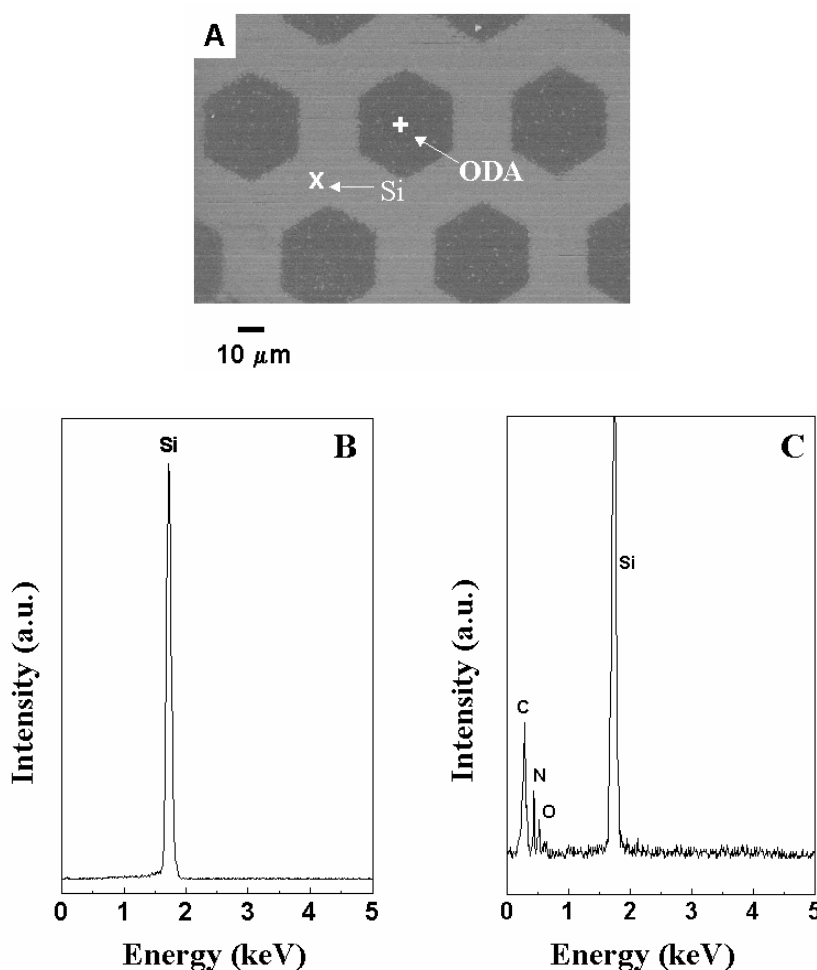 A
ODA
X
Si
10 μm
Si
B
Intensity (a.u.)
0 1 2 3 4 5
Energy (keV)
C
Si
C
N
O
Intensity (a.u.)
0 1 2 3 4 5
Energy (keV)